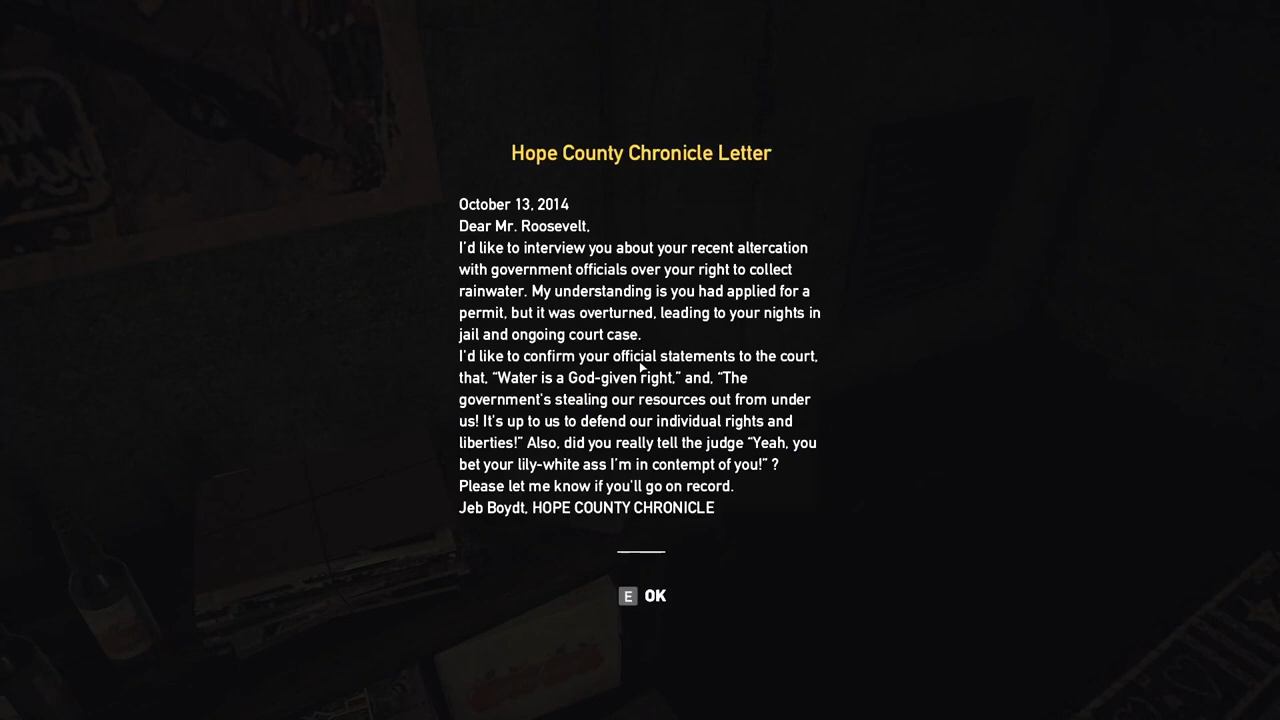 M
MAN
Hope County Chronicle Letter
October 13, 2014
Dear Mr. Roosevelt,
I'd like to interview you about your recent altercation
with government officials over your right to collect
rainwater. My understanding is you had applied for a
permit, but it was overturned, leading to your nights in
jail and ongoing court case.
I'd like to confirm your official statements to the court,
that, “Water is a God-given right,” and, “The
government's stealing our resources out from under
us! It's up to us to defend our individual rights and
liberties!” Also, did you really tell the judge “Yeah, you
bet your lily-white ass I'm in contempt of you!” ?
Please let me know if you'll go on record.
Jeb Boydt, HOPE COUNTY CHRONICLE
E OK